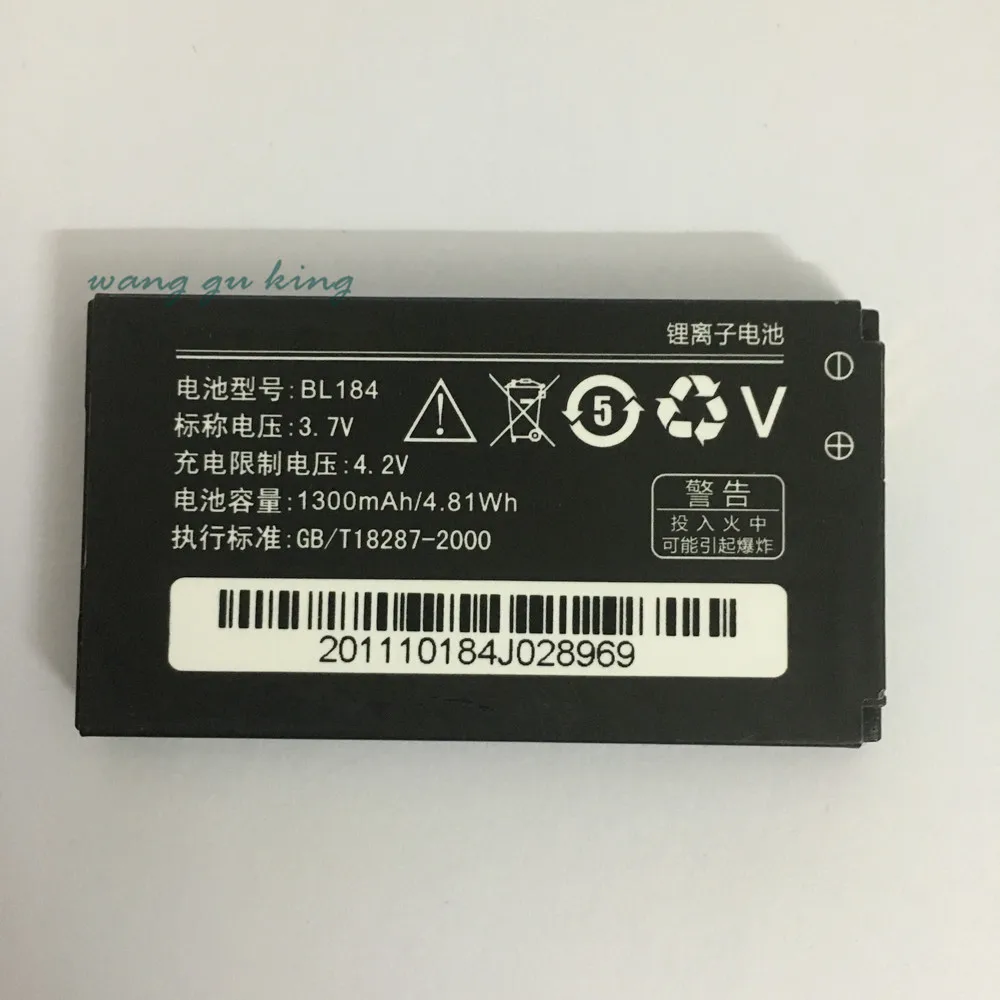 wang gu king
锂离子电池
电池型号:BL184
标称电压:3.7V
充电限制电压:4.2V
电池容量:1300mAh/4.81Wh
执行标准:GB/T18287-2000
5
V
警告
投入火中
可能引起爆炸
201110184J028969